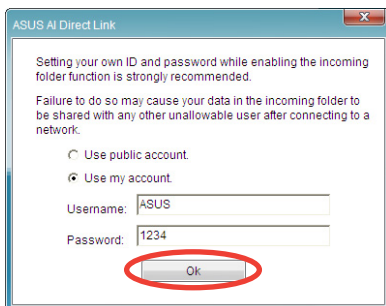 ASUS AI Direct Link
Setting your own ID and password while enabling the incoming
folder function is strongly recommended.
Failure to do so may cause your data in the incoming folder to
be shared with any other unallowable user after connecting to a
network.
Use public account.
Use my account.
Username: ASUS
Password: 1234
Ok